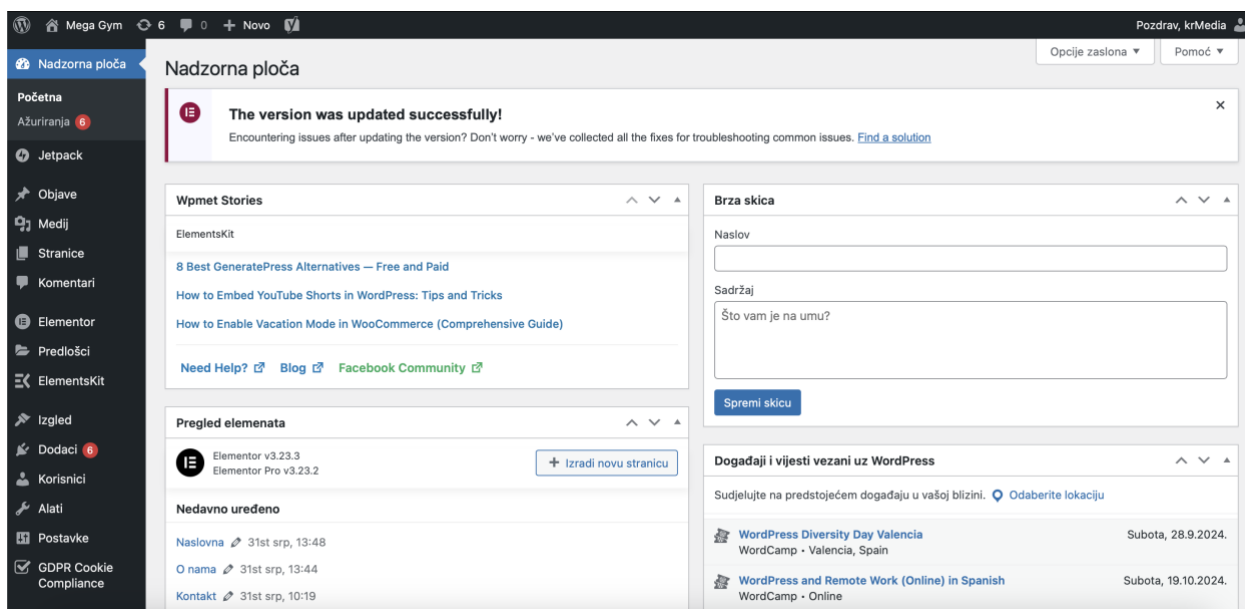 Mega Gym 6 0 + Novo
Pozdrav, krMedia
Nadzorna ploča
Početna
Ažuriranja 6
Jetpack
Objave
Medij
Stranice
Komentari
Elementor
Predlošci
ElementsKit
Izgled
Dodaci 6
Korisnici
Alati
Postavke
GDPR Cookie
Compliance
Opcije zaslona ▼
Pomoć ▼
Nadzorna ploča
The version was updated successfully!
Encountering issues after updating the version? Don't worry - we've collected all the fixes for troubleshooting common issues. Find a solution
Wpmet Stories
ElementsKit
8 Best GeneratePress Alternatives — Free and Paid
How to Embed YouTube Shorts in WordPress: Tips and Tricks
How to Enable Vacation Mode in WooCommerce (Comprehensive Guide)
Need Help? Blog Facebook Community
Pregled elemenata
Elementor v3.23.3
Elementor Pro v3.23.2
+ Izradi novu stranicu
Nedavno uređeno
Naslovna 31st srp, 13:48
O nama 31st srp, 13:44
Kontakt 31st srp, 10:19
Brza skica
Naslov
Sadržaj
Što vam je na umu?
Spremi skicu
Događaji i vijesti vezani uz WordPress
Sudjelujte na predstojećem događaju u vašoj blizini. Odaberite lokaciju
WordPress Diversity Day Valencia Subota, 28.9.2024.
WordCamp • Valencia, Spain
WordPress and Remote Work (Online) in Spanish Subota, 19.10.2024.
WordCamp • Online